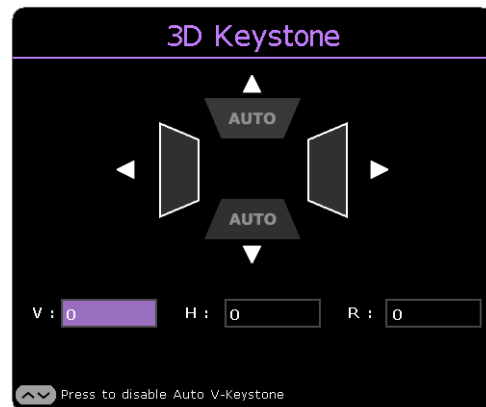 3D Keystone
AUTO
AUTO
V : 0 H : 0 R : 0
Press to disable Auto V-Keystone